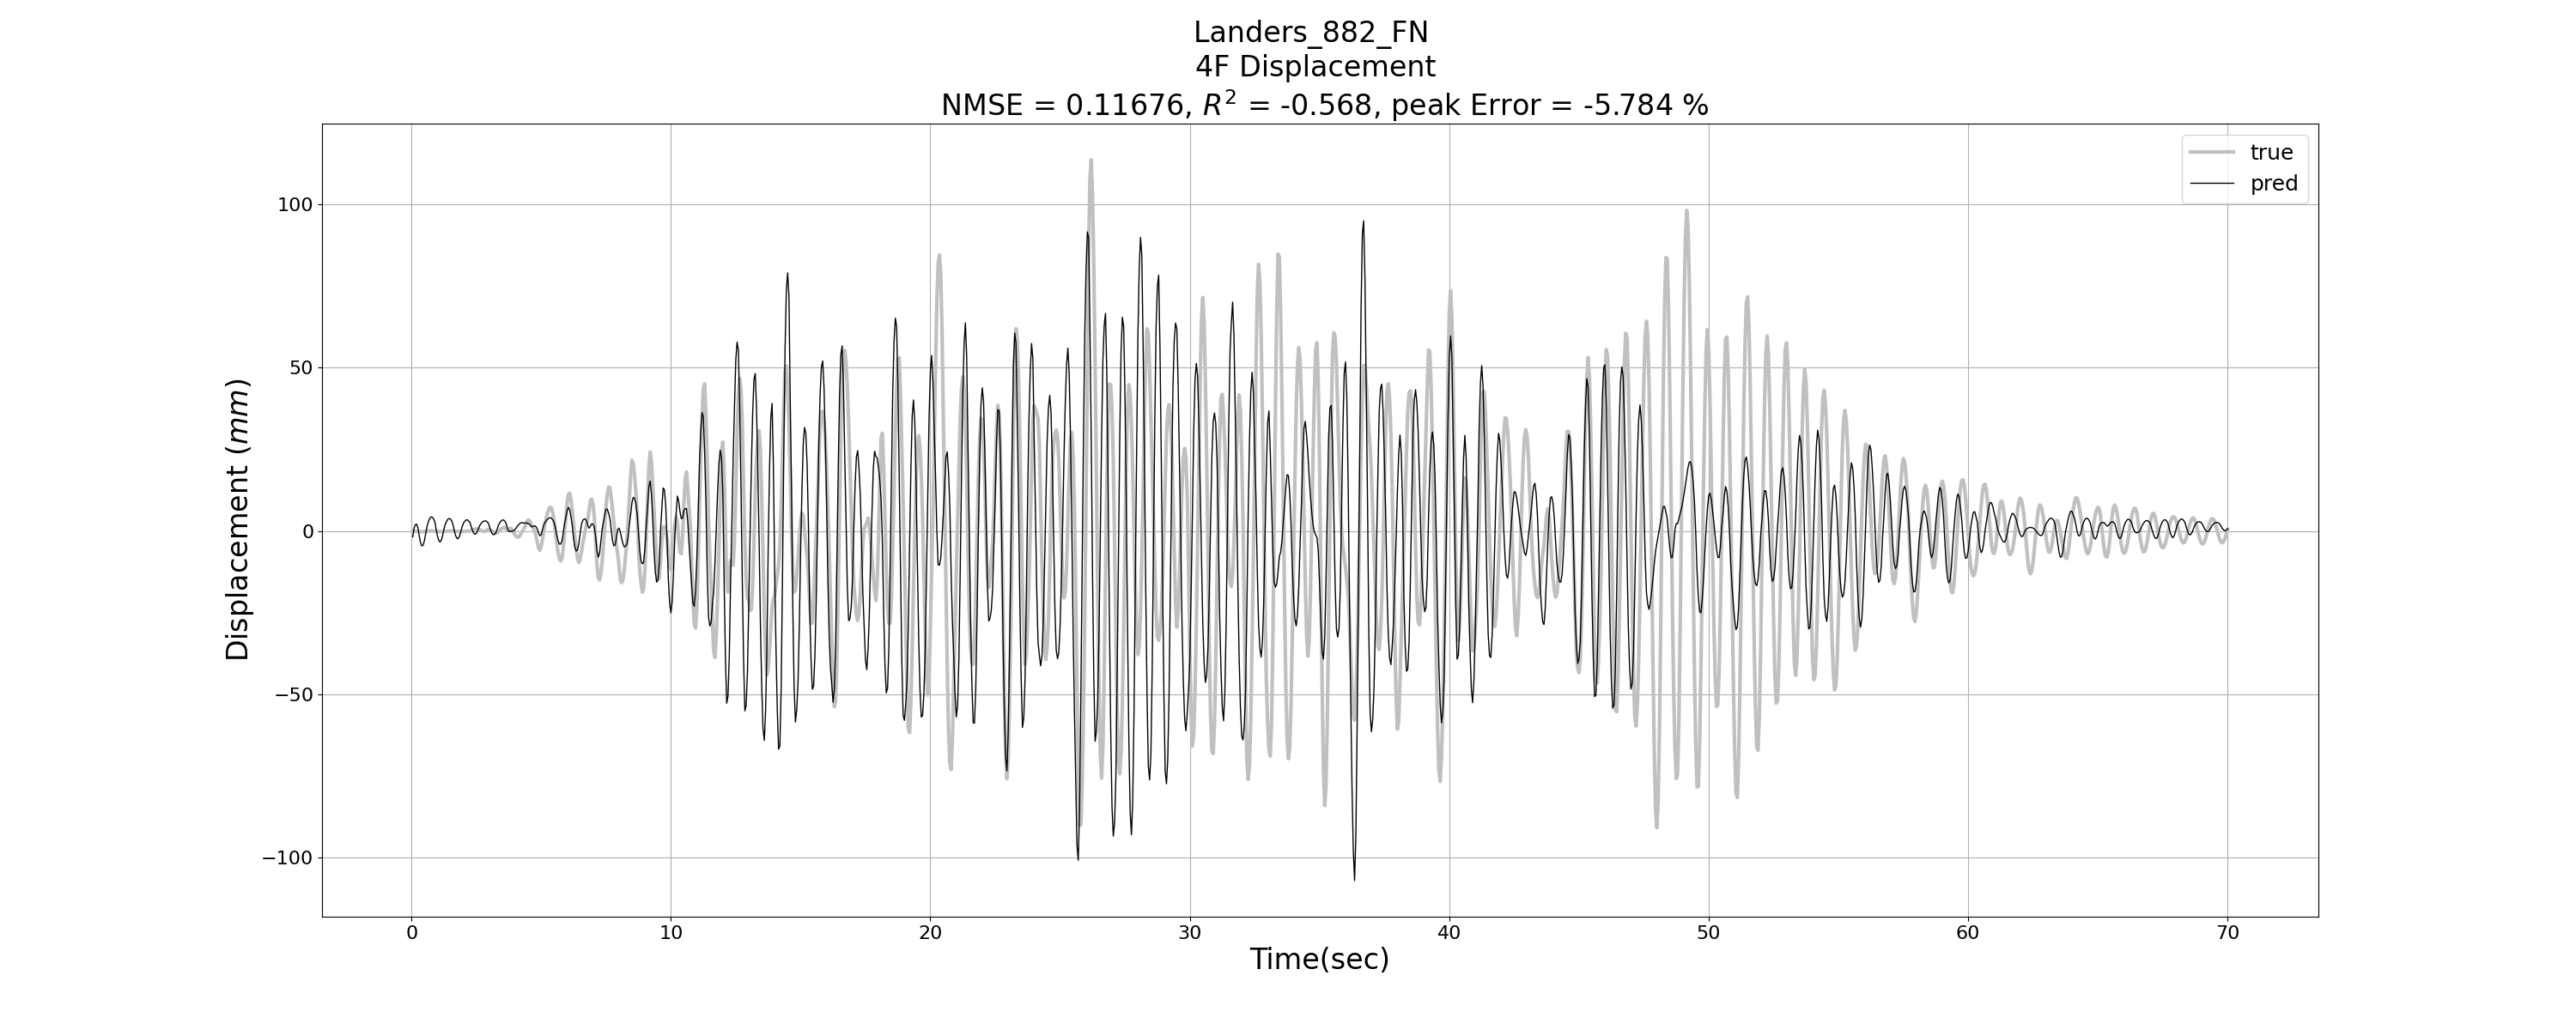 Landers_882_FN
4F Displacement
NMSE = 0.11676, R² = -0.568, peak Error = -5.784 %
true
pred
Displacement (mm)
100
50
0
−50
−100
0 10 20 30 40 50 60 70
Time(sec)